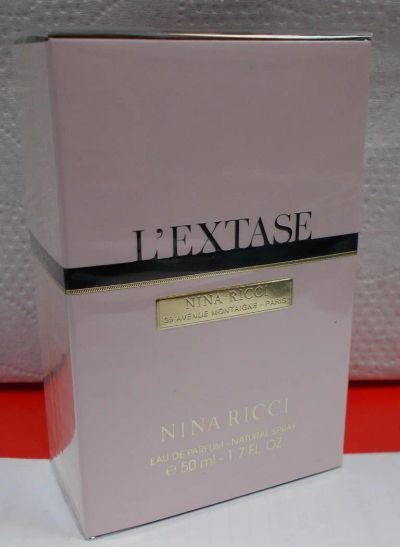 L'EXTASE
NINA RICCI
39 AVENUE MONTAIGNE - PARIS
NINA RICCI
EAU DE PARFUM - NATURAL SPRAY
℮ 50 ml - 1.7 FL. OZ.